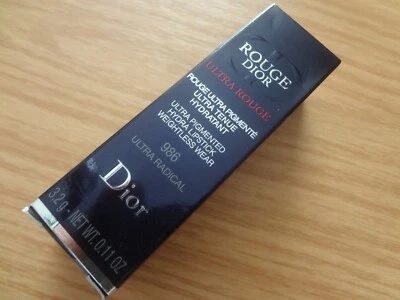 ROUGE
DIOR
ULTRA ROUGE
ROUGE ULTRA PIGMENTÉ
ULTRA TENUE
HYDRATANT
ULTRA PIGMENTED
HYDRA LIPSTICK
WEIGHTLESS WEAR
986
ULTRA RADICAL
Dior
3.2g - NET WT. 0.11 OZ